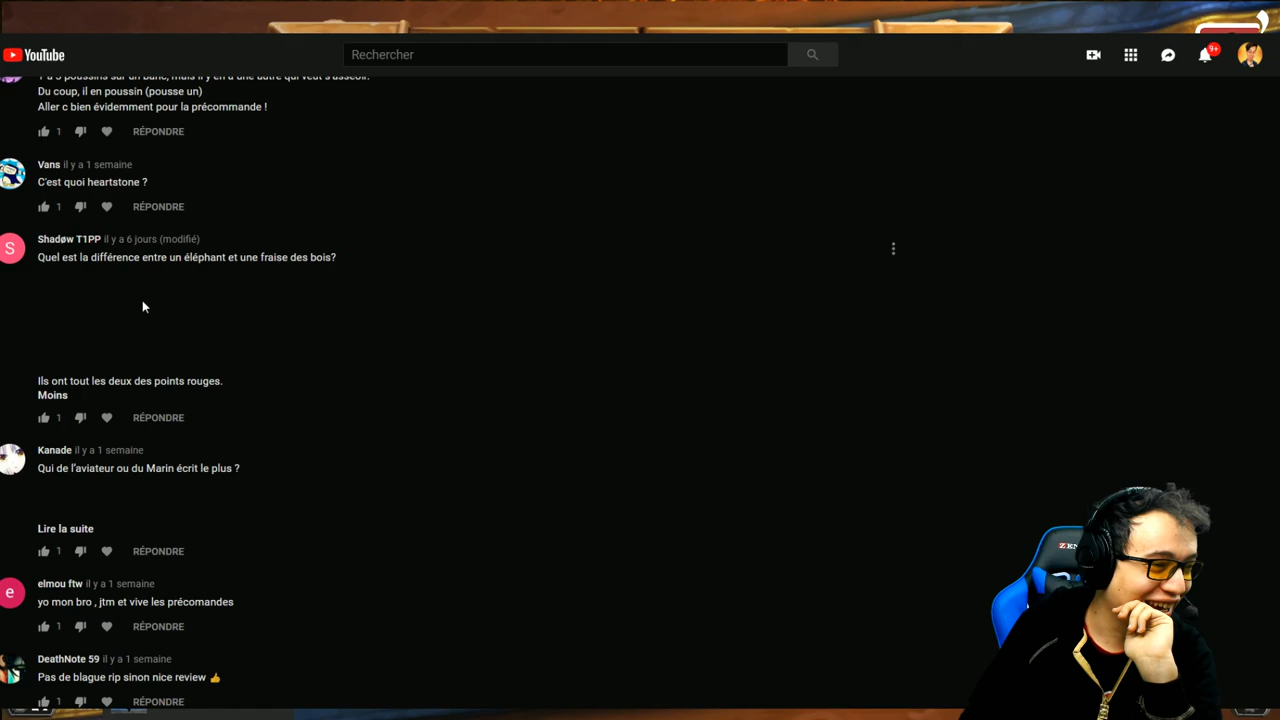 YouTube
Rechercher
9+
Y a 5 poussins sur un banc, mais il y en a une autre qui veut s'asseoir.
Du coup, il en poussin (pousse un)
Aller c bien évidemment pour la précommande !
1 RÉPONDRE
Vans il y a 1 semaine
C'est quoi heartstone ?
1 RÉPONDRE
S
Shadøw T1PP il y a 6 jours (modifié)
Quel est la différence entre un éléphant et une fraise des bois?
Ils ont tout les deux des points rouges.
Moins
1 RÉPONDRE
Kanade il y a 1 semaine
Qui de l'aviateur ou du Marin écrit le plus ?
Lire la suite
1 RÉPONDRE
e
elmou ftw il y a 1 semaine
yo mon bro , jtm et vive les précomandes
1 RÉPONDRE
DeathNote 59 il y a 1 semaine
Pas de blague rip sinon nice review 👍
1 RÉPONDRE